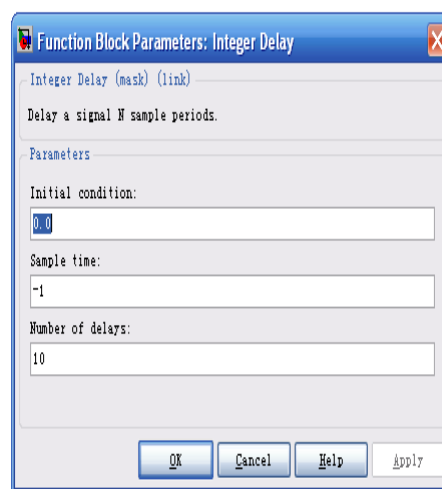 Function Block Parameters: Integer Delay
Integer Delay (mask) (link)
Delay a signal N sample periods.
Parameters
Initial condition:
0.0
Sample time:
-1
Number of delays:
10
OK Cancel Help Apply